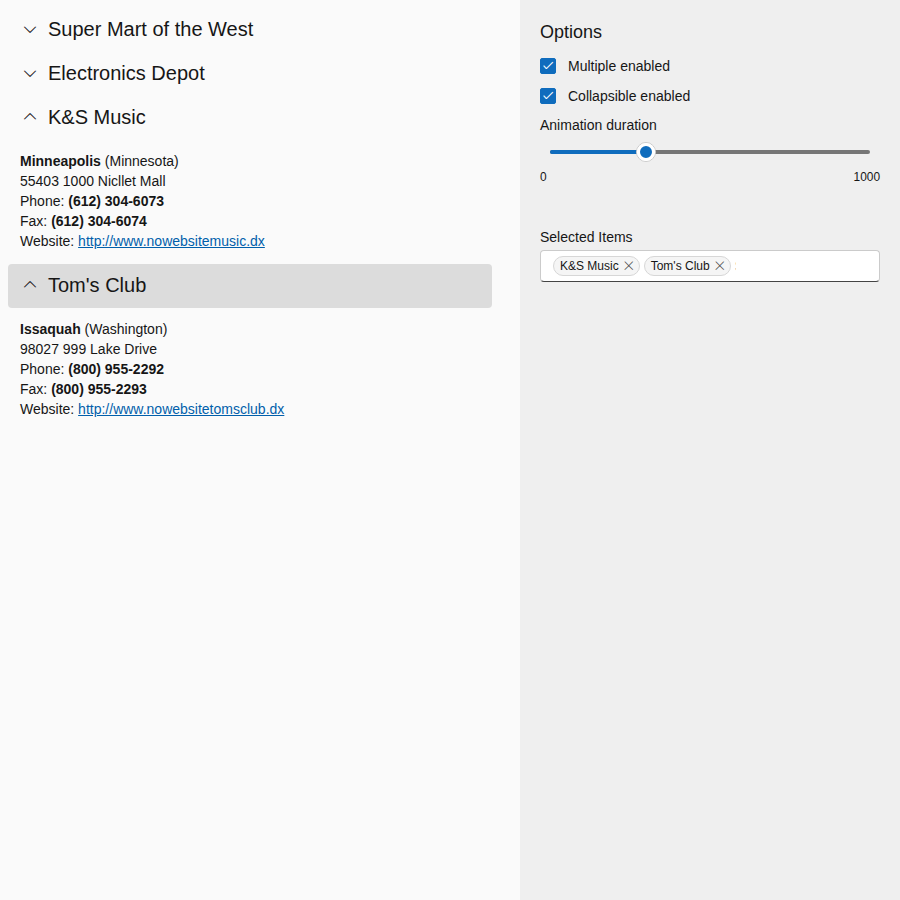 Super Mart of the West
Electronics Depot
K&S Music
Minneapolis (Minnesota)
55403 1000 Nicllet Mall
Phone: (612) 304-6073
Fax: (612) 304-6074
Website: http://www.nowebsitemusic.dx
Tom's Club
Issaquah (Washington)
98027 999 Lake Drive
Phone: (800) 955-2292
Fax: (800) 955-2293
Website: http://www.nowebsitetomsclub.dx
Options
Multiple enabled
Collapsible enabled
Animation duration
0 1000
Selected Items
K&S Music Tom's Club